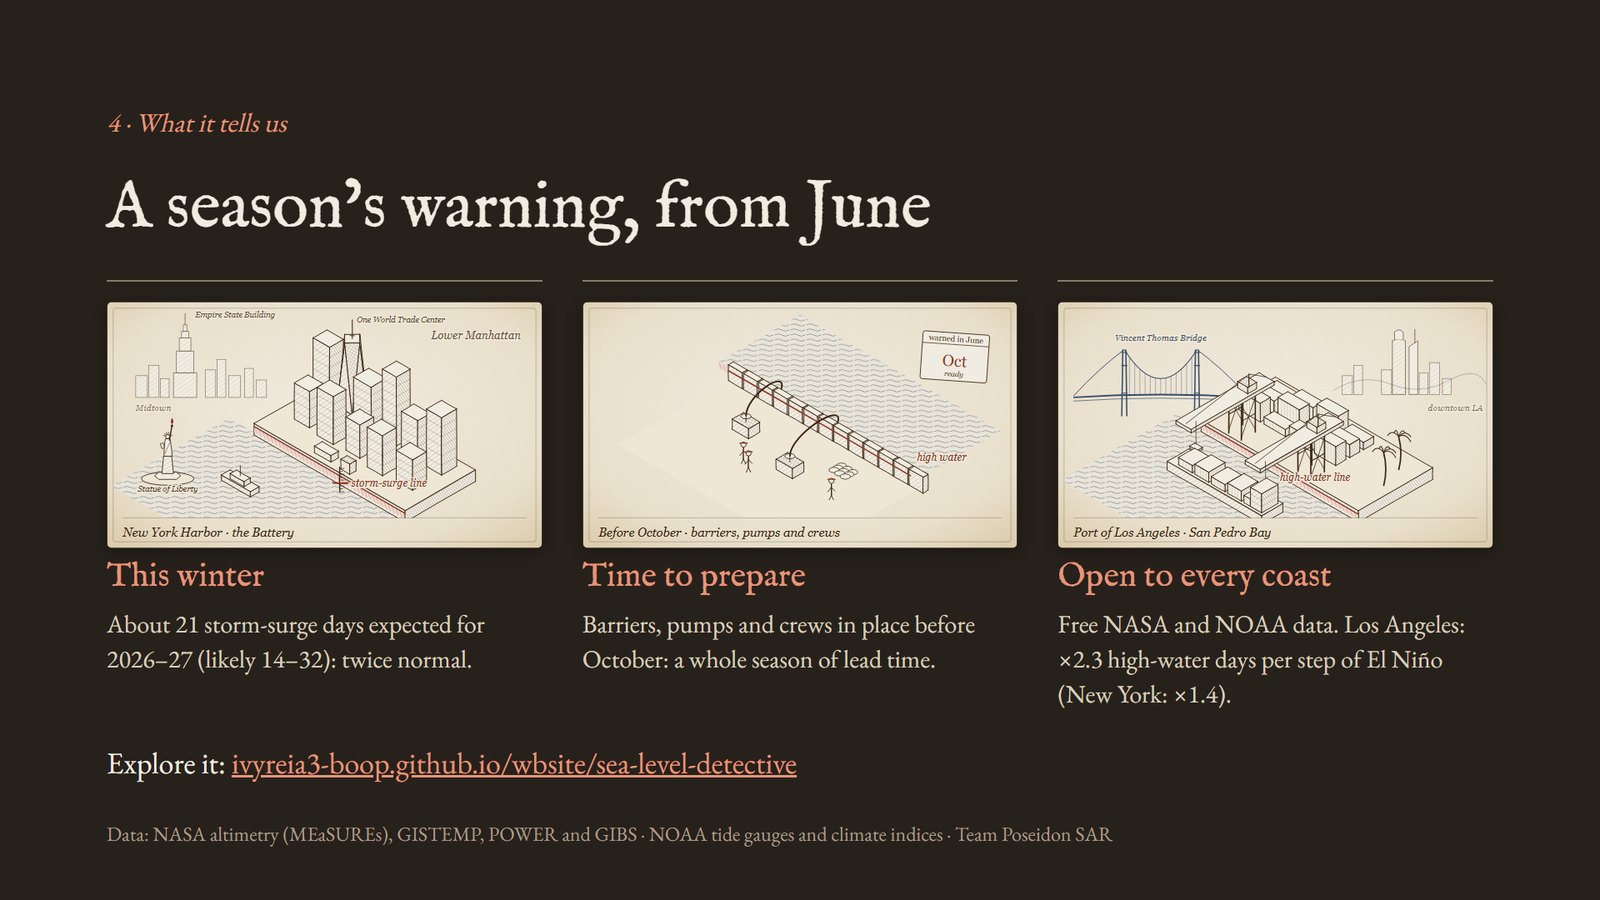 4 · What it tells us
A season's warning, from June
Empire State Building
One World Trade Center
Lower Manhattan
Midtown
Statue of Liberty
storm-surge line
New York Harbor · the Battery
warned in June
Oct
ready
high water
Before October · barriers, pumps and crews
Vincent Thomas Bridge
downtown LA
high-water line
Port of Los Angeles · San Pedro Bay
This winter
About 21 storm-surge days expected for
2026–27 (likely 14–32): twice normal.
Time to prepare
Barriers, pumps and crews in place before
October: a whole season of lead time.
Open to every coast
Free NASA and NOAA data. Los Angeles:
×2.3 high-water days per step of El Niño
(New York: ×1.4).
Explore it: ivyreia3-boop.github.io/wbsite/sea-level-detective
Data: NASA altimetry (MEaSUREs), GISTEMP, POWER and GIBS · NOAA tide gauges and climate indices · Team Poseidon SAR